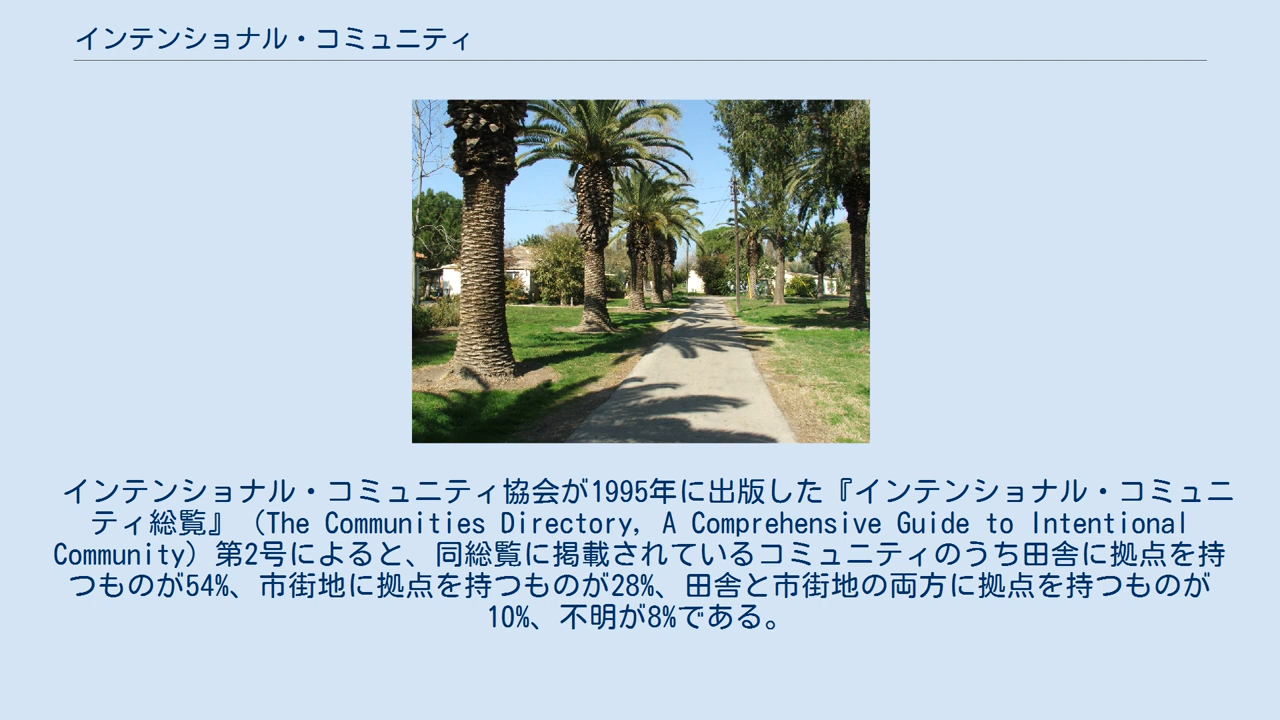 インテンショナル・コミュニティ
インテンショナル・コミュニティ協会が1995年に出版した『インテンショナル・コミュニ
ティ総覧』（The Communities Directory, A Comprehensive Guide to Intentional
Community）第2号によると、同総覧に掲載されているコミュニティのうち田舎に拠点を持
つものが54%、市街地に拠点を持つものが28%、田舎と市街地の両方に拠点を持つものが
10%、不明が8%である。